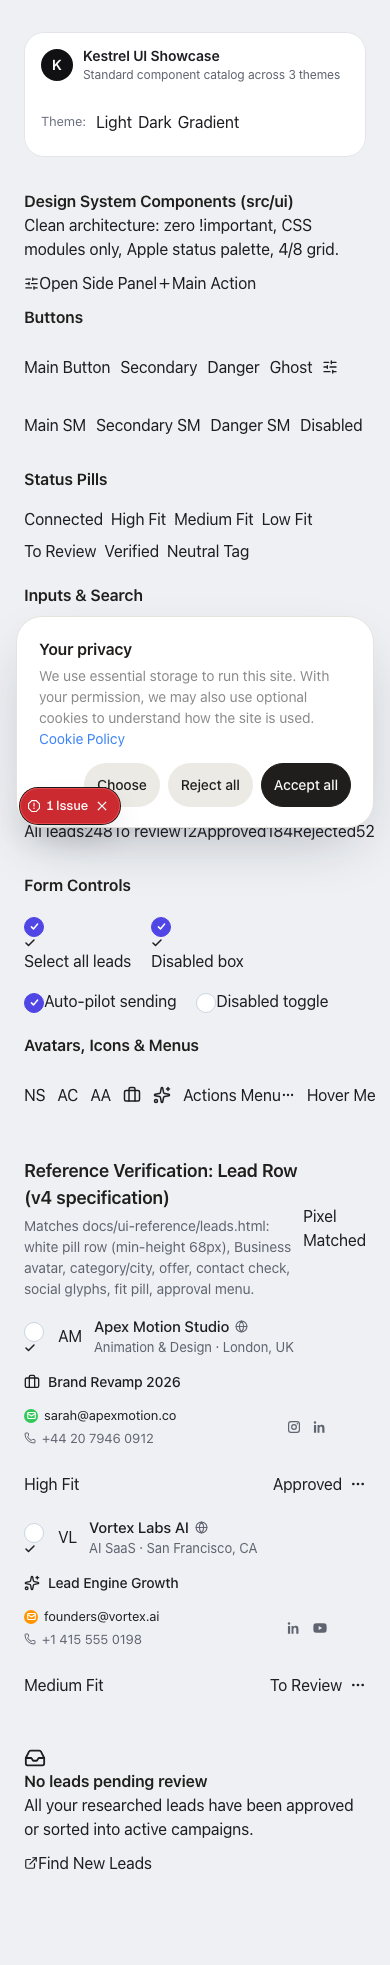 K
Kestrel UI Showcase
Standard component catalog across 3 themes
Theme: Light Dark Gradient
Design System Components (src/ui)
Clean architecture: zero !important, CSS
modules only, Apple status palette, 4/8 grid.
Open Side Panel Main Action
Buttons
Main Button Secondary Danger Ghost
Main SM Secondary SM Danger SM Disabled
Status Pills
Connected High Fit Medium Fit Low Fit
To Review Verified Neutral Tag
Inputs & Search
Your privacy
We use essential storage to run this site. With
your permission, we may also use optional
cookies to understand how the site is used.
Cookie Policy
Choose Reject all Accept all
1 Issue
All leads248To review12Approved184Rejected52
Form Controls
Select all leads Disabled box
Auto-pilot sending Disabled toggle
Avatars, Icons & Menus
NS AC AA Actions Menu··· Hover Me
Reference Verification: Lead Row
(v4 specification)
Matches docs/ui-reference/leads.html:
white pill row (min-height 68px), Business
avatar, category/city, offer, contact check,
social glyphs, fit pill, approval menu.
Pixel
Matched
AM
Apex Motion Studio
Animation & Design · London, UK
Brand Revamp 2026
sarah@apexmotion.co
+44 20 7946 0912
High Fit Approved ···
VL
Vortex Labs AI
AI SaaS · San Francisco, CA
Lead Engine Growth
founders@vortex.ai
+1 415 555 0198
Medium Fit To Review ···
No leads pending review
All your researched leads have been approved
or sorted into active campaigns.
Find New Leads